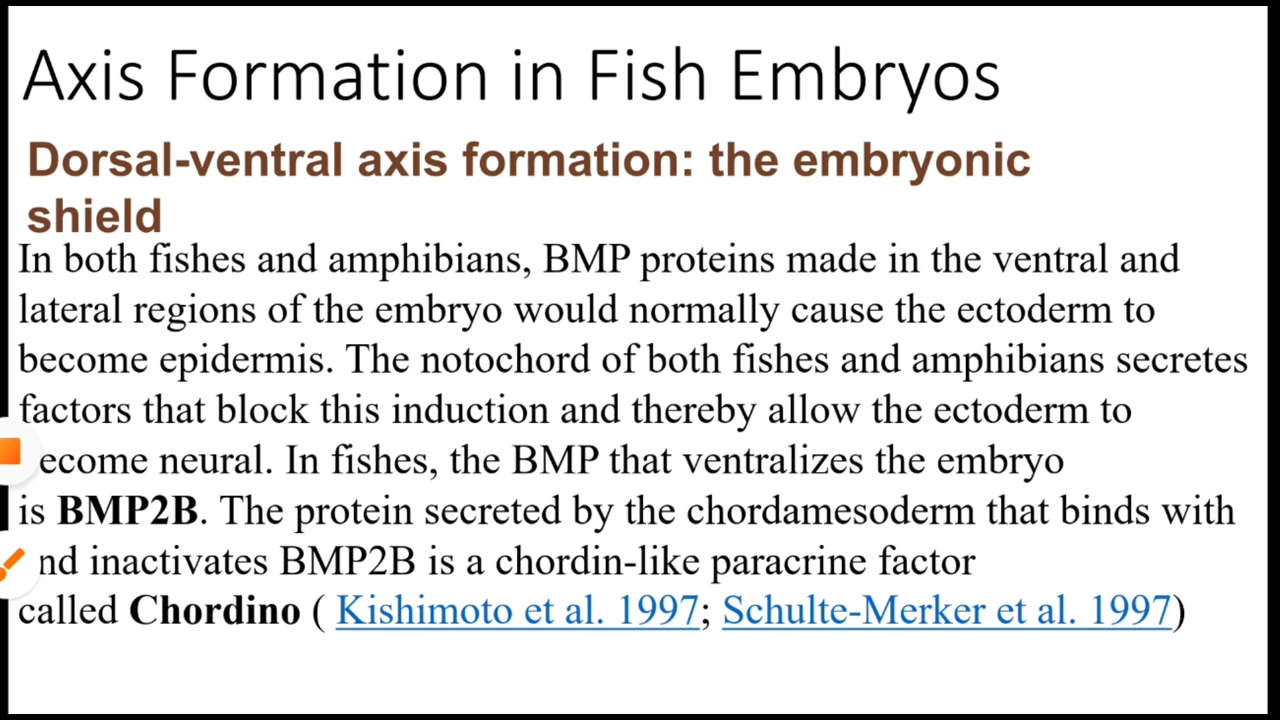 Axis Formation in Fish Embryos
Dorsal-ventral axis formation: the embryonic
shield
In both fishes and amphibians, BMP proteins made in the ventral and
lateral regions of the embryo would normally cause the ectoderm to
become epidermis. The notochord of both fishes and amphibians secretes
factors that block this induction and thereby allow the ectoderm to
ecome neural. In fishes, the BMP that ventralizes the embryo
is BMP2B. The protein secreted by the chordamesoderm that binds with
nd inactivates BMP2B is a chordin-like paracrine factor
called Chordino ( Kishimoto et al. 1997; Schulte-Merker et al. 1997)